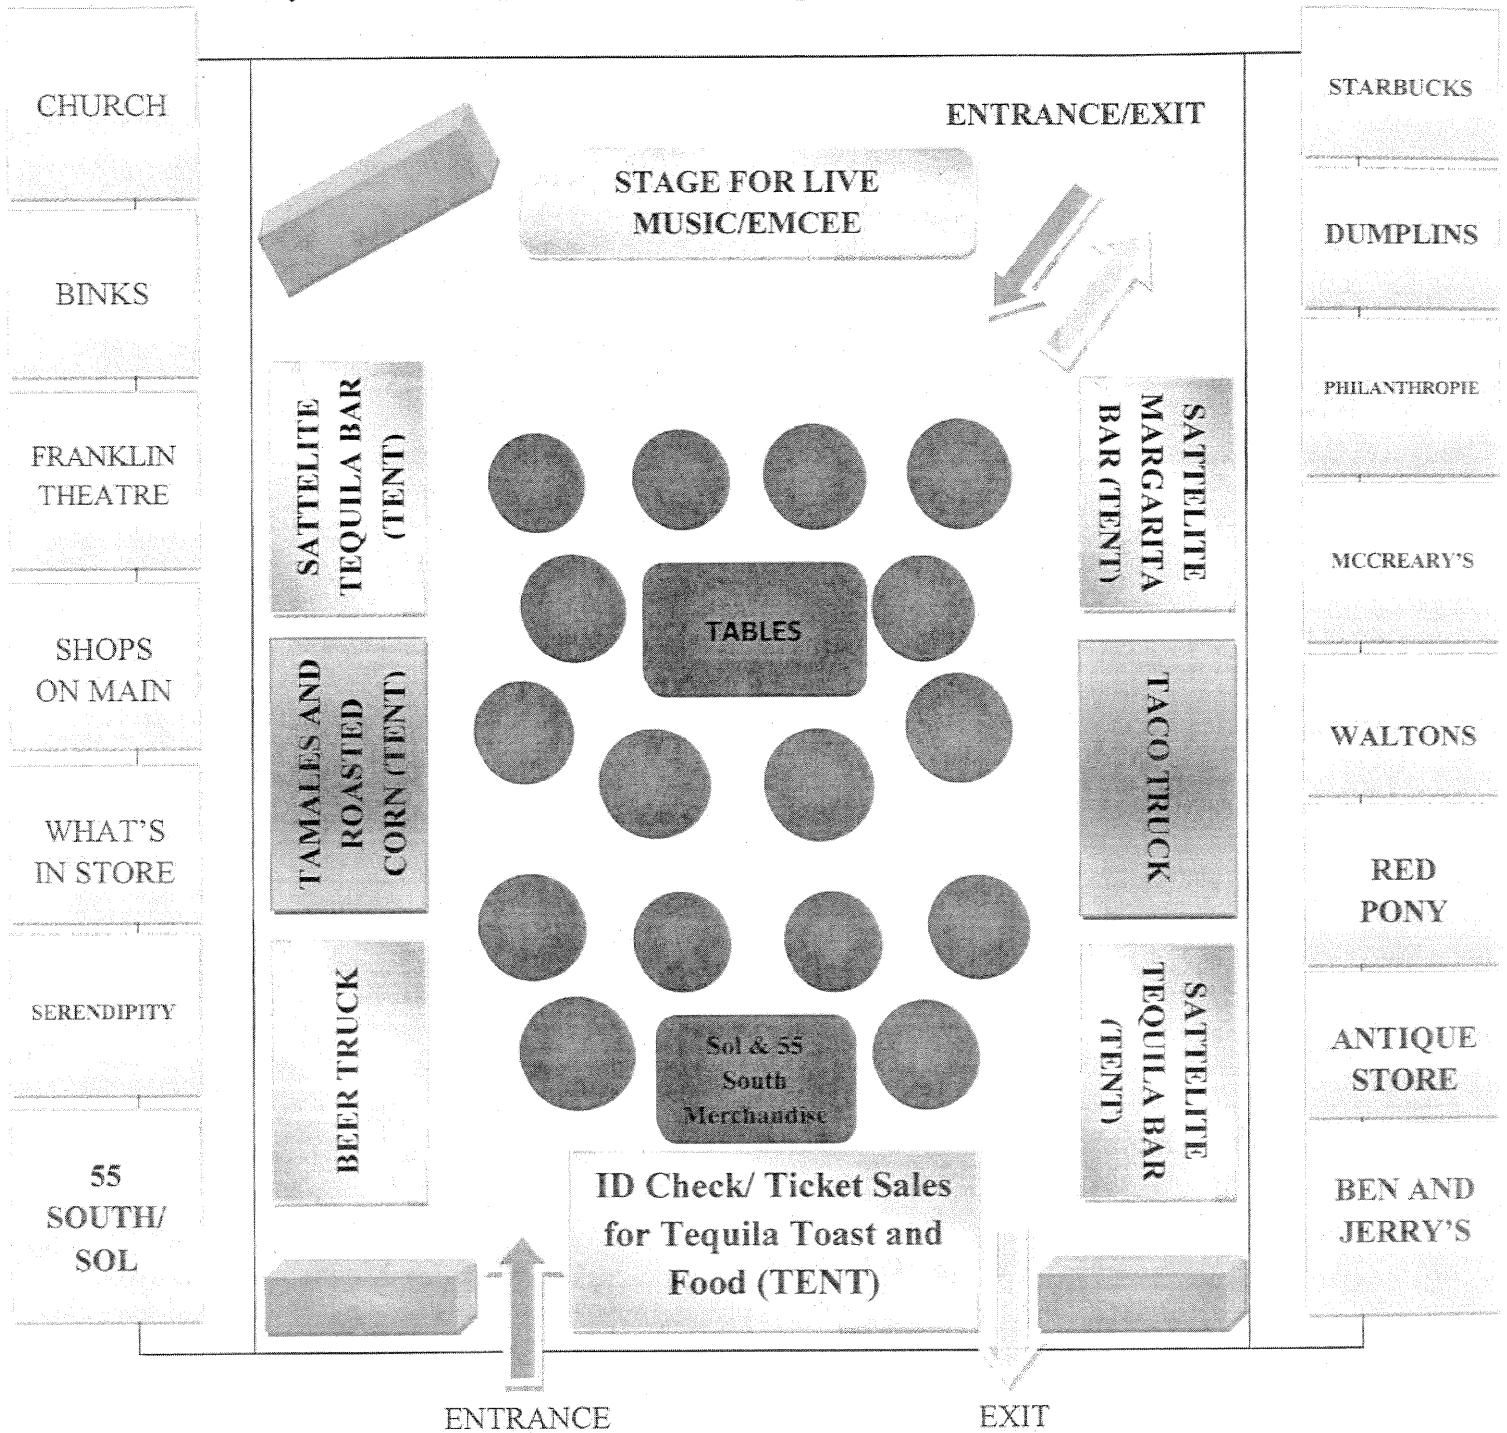 CHURCH
BINKS
FRANKLIN
THEATRE
SHOPS
ON MAIN
WHAT'S
IN STORE
SERENDIPITY
55
SOUTH/
SOL
STAGE FOR LIVE
MUSIC/EMCEE
ENTRANCE/EXIT
SATTELITE
TEQUILA BAR
(TENT)
TAMALES AND
ROASTED
CORN (TENT)
BEER TRUCK
TABLES
Sol & 55
South
Merchandise
ID Check/ Ticket Sales
for Tequila Toast and
Food (TENT)
SATTELITE
MARGARITA
BAR (TENT)
TACO TRUCK
SATTELITE
TEQUILA BAR
(TENT)
STARBUCKS
DUMPLINS
PHILANTHROPIE
MCCREARY'S
WALTONS
RED
PONY
ANTIQUE
STORE
BEN AND
JERRY'S
ENTRANCE
EXIT